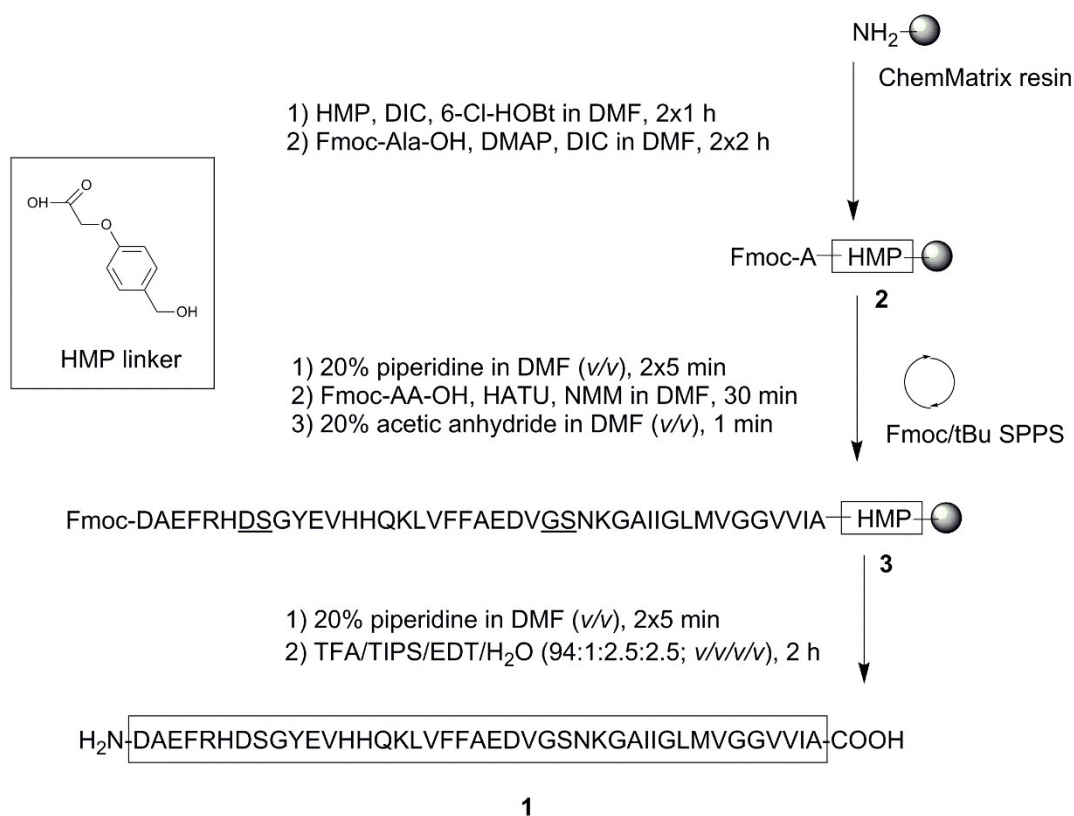 NH2
ChemMatrix resin
1) HMP, DIC, 6-Cl-HOBt in DMF, 2x1 h
2) Fmoc-Ala-OH, DMAP, DIC in DMF, 2x2 h
OH
O
O
OH
HMP linker
Fmoc-A HMP
2
1) 20% piperidine in DMF (v/v), 2x5 min
2) Fmoc-AA-OH, HATU, NMM in DMF, 30 min
3) 20% acetic anhydride in DMF (v/v), 1 min
Fmoc/tBu SPPS
Fmoc-DAEFRHDSGYEVHHQKLVFFAEDVGSNKGAIIGLMVGGVVIA HMP
3
1) 20% piperidine in DMF (v/v), 2x5 min
2) TFA/TIPS/EDT/H2O (94:1:2.5:2.5; v/v/v/v), 2 h
H2N-DAEFRHDSGYEVHHQKLVFFAEDVGSNKGAIIGLMVGGVVIA-COOH
1